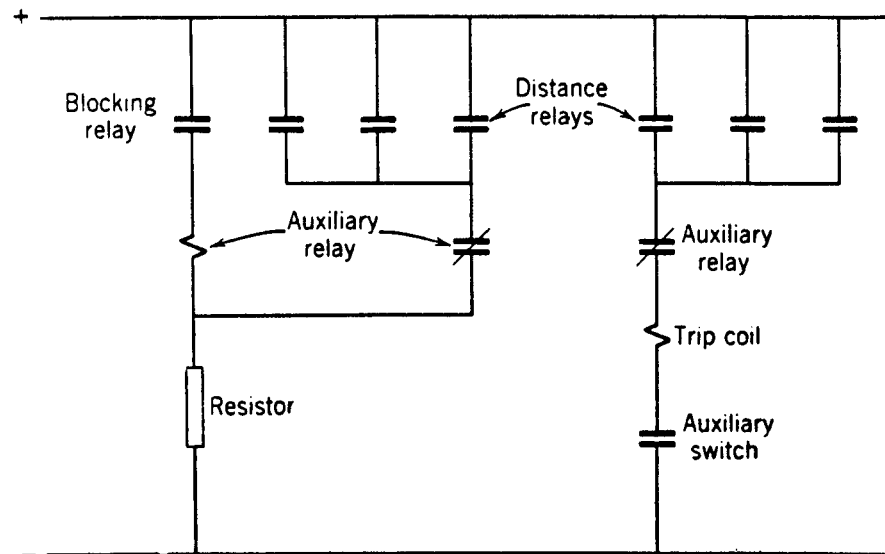 +
Blocking
relay
Distance
relays
Auxiliary
relay
Auxiliary
relay
Trip coil
Resistor
Auxiliary
switch